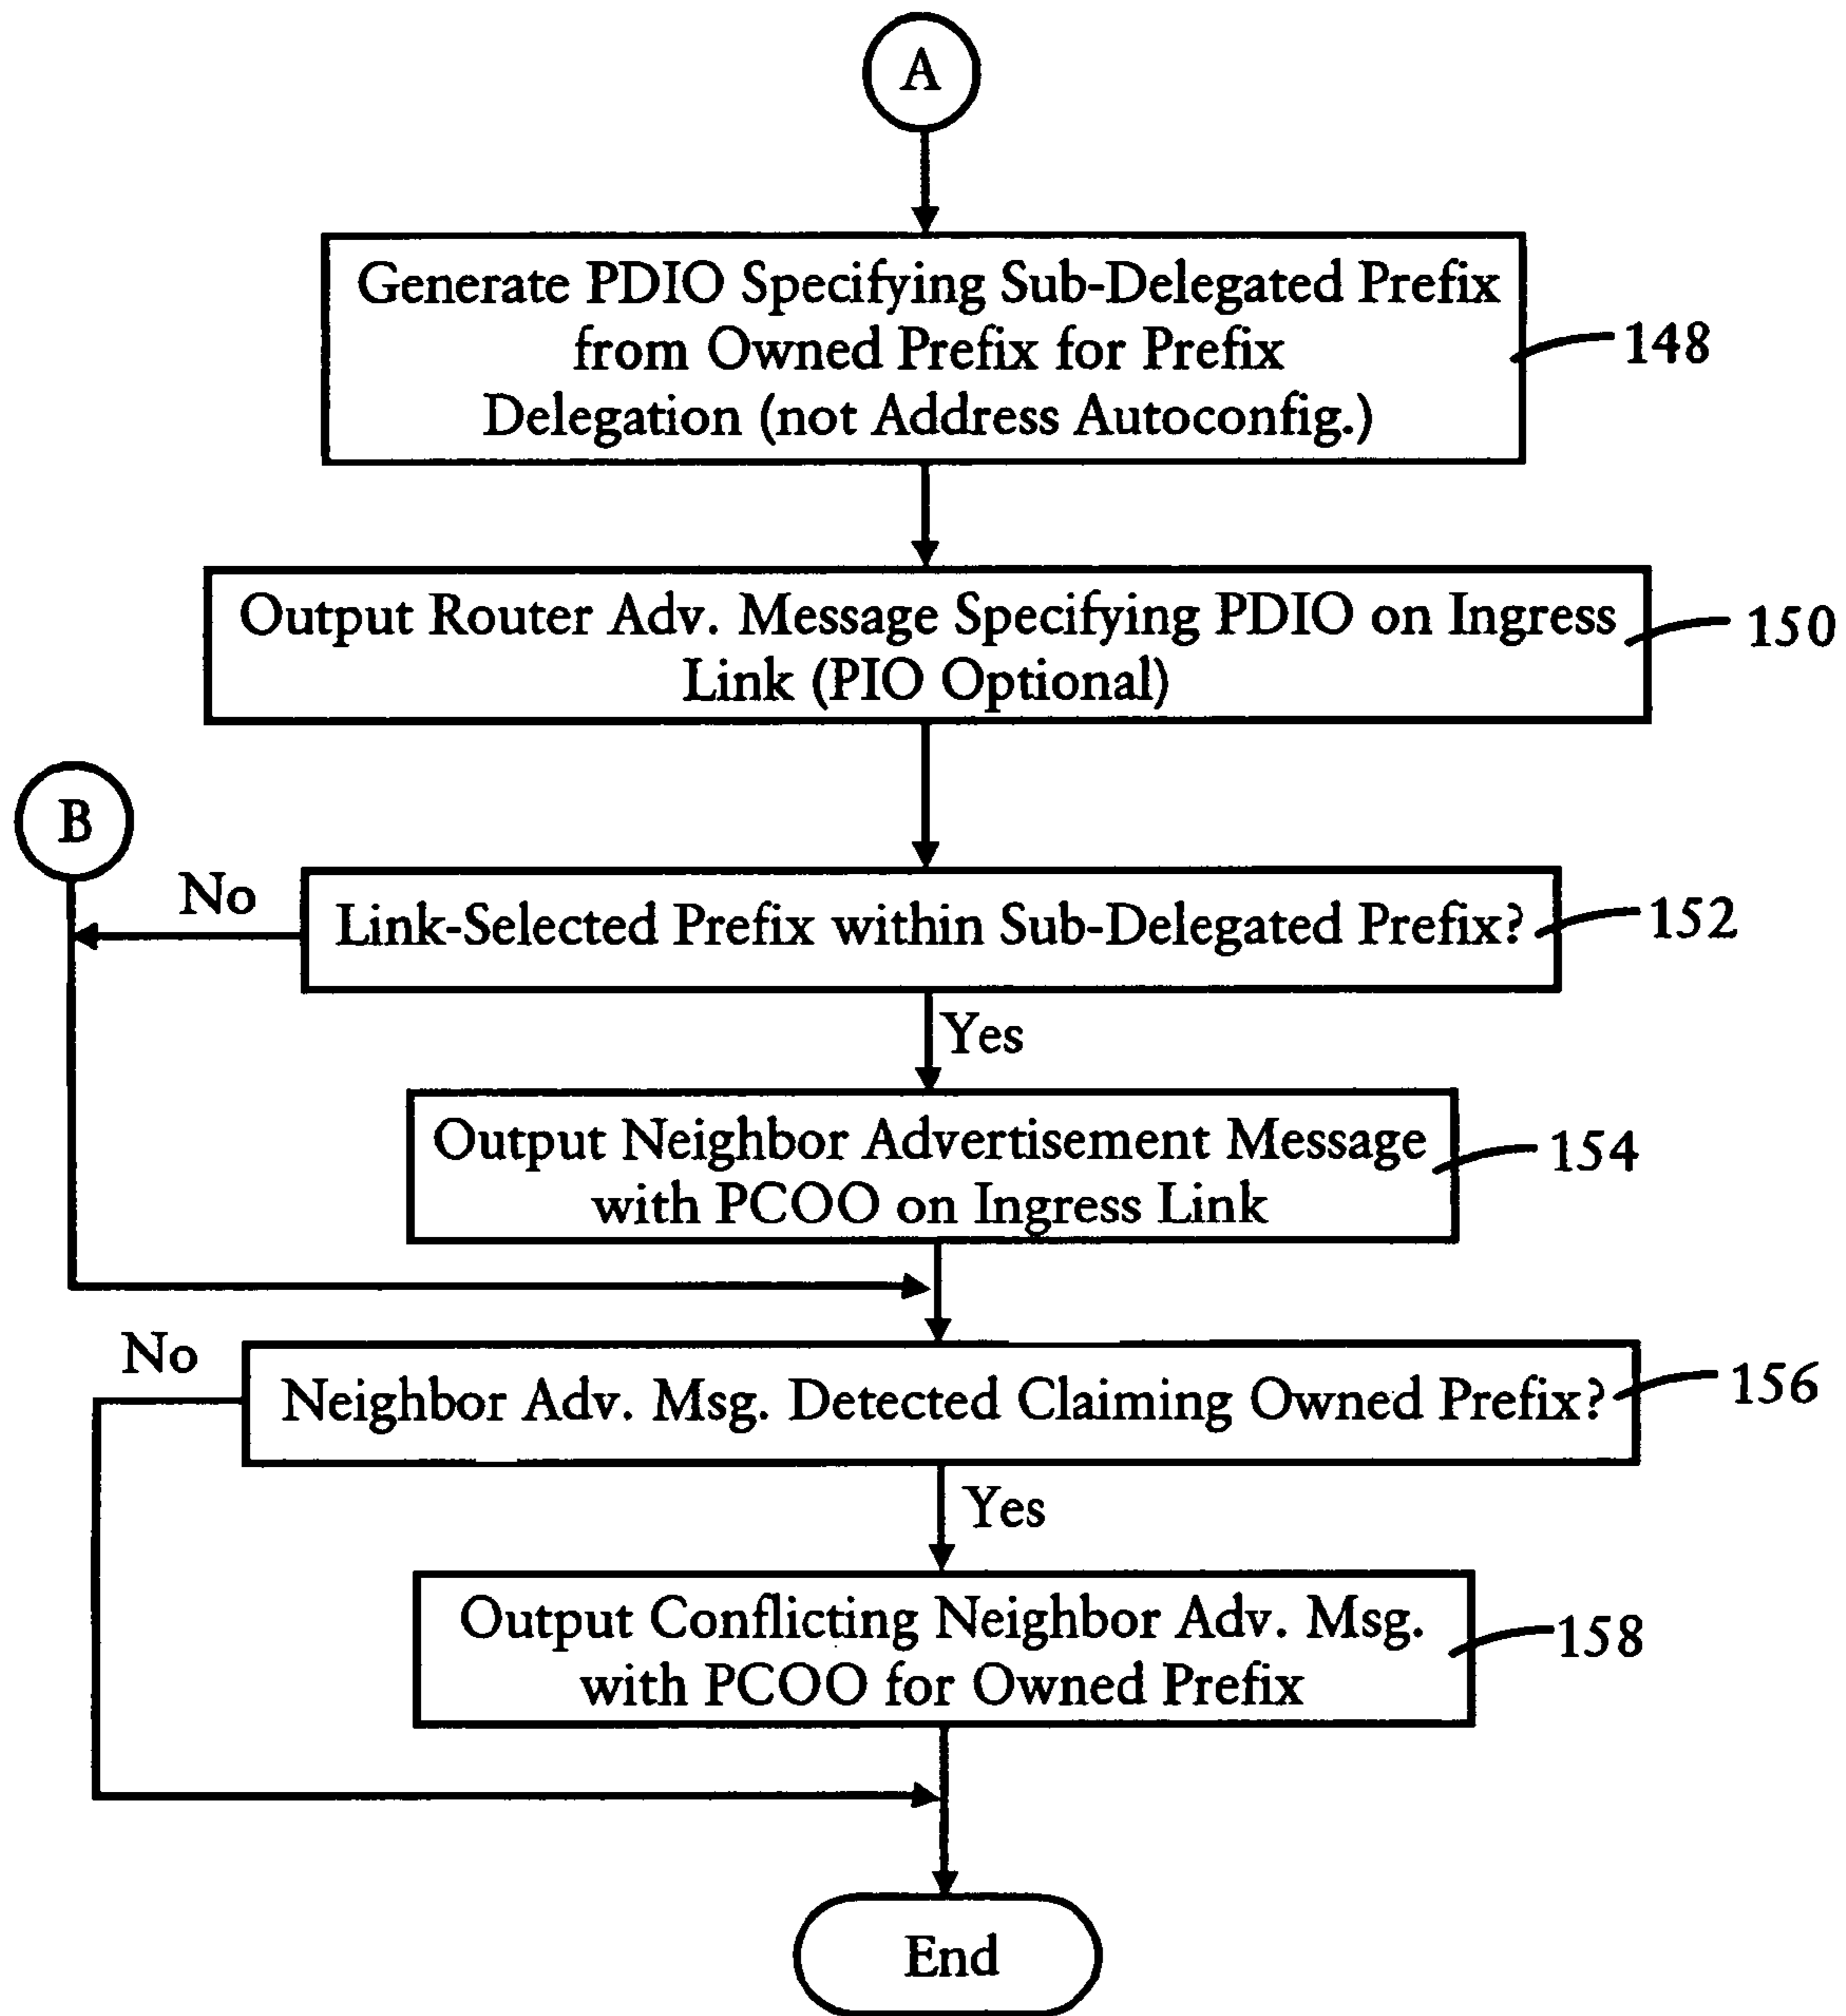 A
Generate PDIO Specifying Sub-Delegated Prefix
from Owned Prefix for Prefix
Delegation (not Address Autoconfig.)
148
Output Router Adv. Message Specifying PDIO on Ingress
Link (PIO Optional)
150
B
No
Link-Selected Prefix within Sub-Delegated Prefix?
152
Yes
Output Neighbor Advertisement Message
with PCOO on Ingress Link
154
No
Neighbor Adv. Msg. Detected Claiming Owned Prefix?
156
Yes
Output Conflicting Neighbor Adv. Msg.
with PCOO for Owned Prefix
158
End